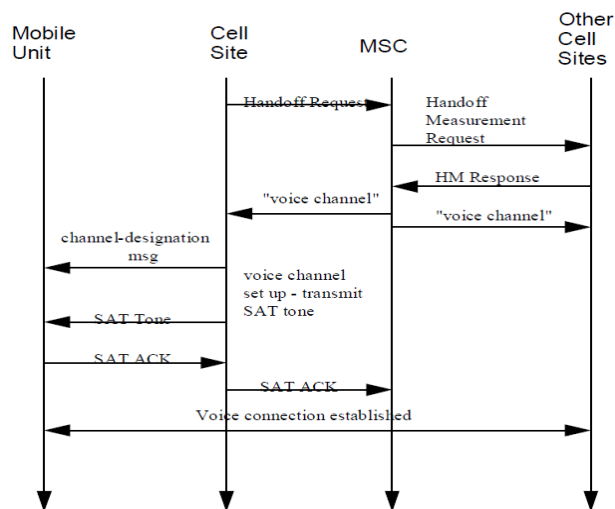 Mobile
Unit
Cell
Site
MSC
Other
Cell
Sites
Handoff Request
Handoff
Measurement
Request
HM Response
"voice channel"
"voice channel"
channel-designation
msg
voice channel
set up - transmit
SAT tone
SAT Tone
SAT ACK
SAT ACK
Voice connection established